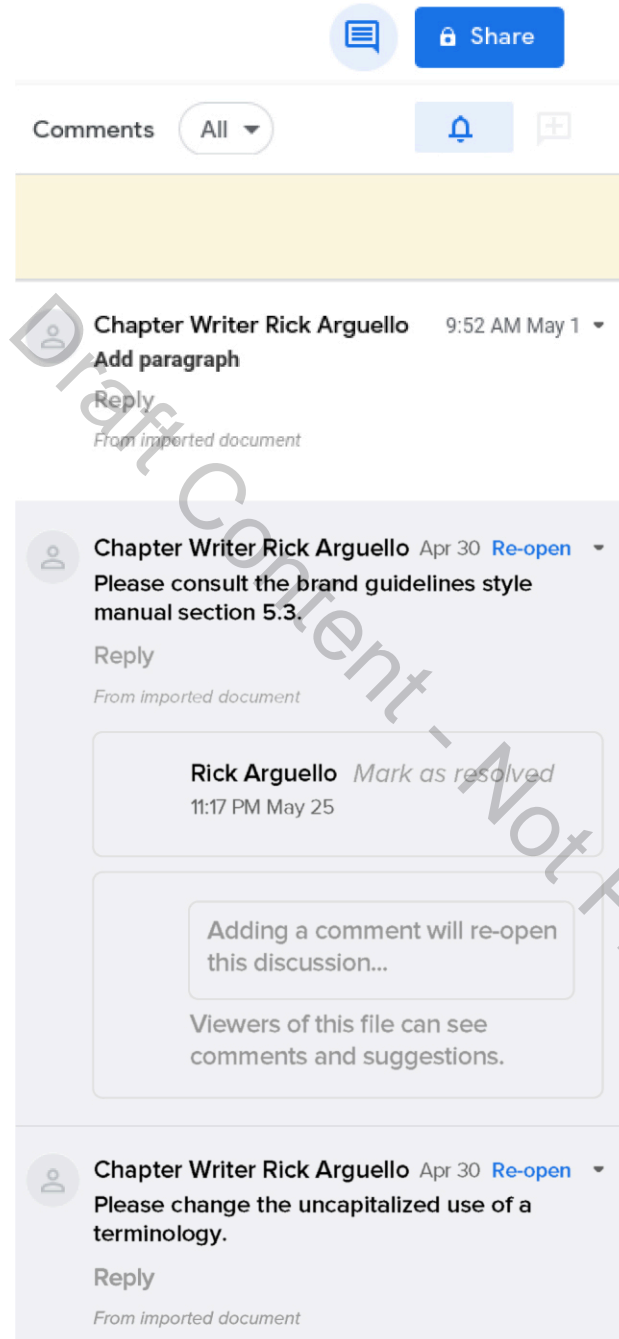 Share
Comments All
Chapter Writer Rick Arguello 9:52 AM May 1
Add paragraph
Reply
From imported document
Chapter Writer Rick Arguello Apr 30 Re-open
Please consult the brand guidelines style
manual section 5.3.
Reply
From imported document
Rick Arguello Mark as resolved
11:17 PM May 25
Adding a comment will re-open
this discussion...
Viewers of this file can see
comments and suggestions.
Chapter Writer Rick Arguello Apr 30 Re-open
Please change the uncapitalized use of a
terminology.
Reply
From imported document
Draft Content - Not